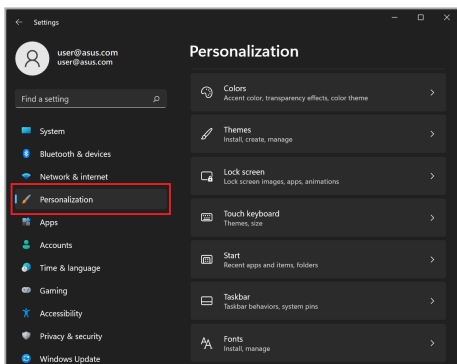 Settings
user@asus.com
user@asus.com
Find a setting
System
Bluetooth & devices
Network & internet
Personalization
Apps
Accounts
Time & language
Gaming
Accessibility
Privacy & security
Windows Update
Personalization
Colors
Accent color, transparency effects, color theme
Themes
Install, create, manage
Lock screen
Lock screen images, apps, animations
Touch keyboard
Themes, size
Start
Recent apps and items, folders
Taskbar
Taskbar behaviors, system pins
Fonts
Install, manage